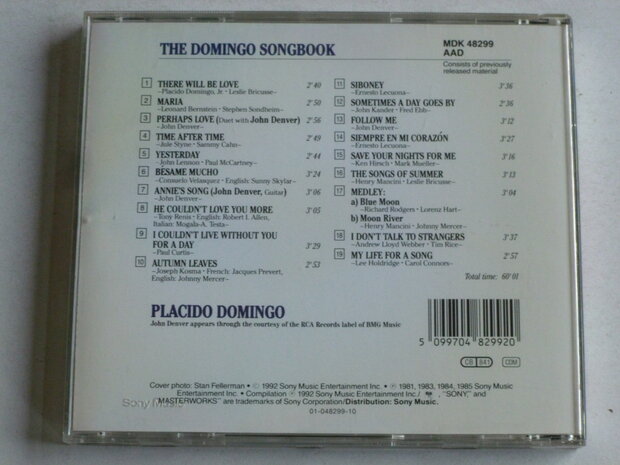 THE DOMINGO SONGBOOK
MDK 48299
AAD
Consists of previously
released material
1 THERE WILL BE LOVE 2'40
–Placido Domingo, Jr · Leslie Bricusse–
2 MARIA 2'50
–Leonard Bernstein · Stephen Sondheim–
3 PERHAPS LOVE (Duet with John Denver) 2'56
–John Denver–
4 TIME AFTER TIME 2'49
–Jule Styne · Sammy Cahn–
5 YESTERDAY 2'44
–John Lennon · Paul McCartney–
6 BESAME MUCHO 3'24
–Consuelo Velasquez · English: Sunny Skylar–
7 ANNIE'S SONG (John Denver, Guitar) 3'06
–John Denver–
8 HE COULDN'T LOVE YOU MORE 3'05
–Tony Renis · English: Robert I. Allen,
Italian: Mogala-A. Testa–
9 I COULDN'T LIVE WITHOUT YOU
FOR A DAY 3'29
–Paul Curtis–
10 AUTUMN LEAVES 2'53
–Joseph Kosma · French: Jacques Prevert,
English: Johnny Mercer–
11 SIBONEY 3'36
–Ernesto Lecuona–
12 SOMETIMES A DAY GOES BY 2'36
–John Kander · Fred Ebb–
13 FOLLOW ME 3'12
–John Denver–
14 SIEMPRE EN MI CORAZÓN 3'27
–Ernesto Lecuona–
15 SAVE YOUR NIGHTS FOR ME 3'16
–Ken Hirsch · Mark Mueller–
16 THE SONGS OF SUMMER 3'13
–Henry Mancini · Leslie Bricusse–
17 MEDLEY: 3'04
a) Blue Moon
–Richard Rodgers · Lorenz Hart–
b) Moon River
–Henry Mancini · Johnny Mercer–
18 I DON'T TALK TO STRANGERS 3'37
–Andrew Lloyd Webber · Tim Rice–
19 MY LIFE FOR A SONG 2'57
–Lee Holdridge · Carol Connors–
Total time: 60'01
PLACIDO DOMINGO
John Denver appears through the courtesy of the RCA Records label of BMG Music
5 099704 829920
CB 841
CDM
Cover photo: Stan Fellerman · © 1992 Sony Music Entertainment Inc. · ℗ 1981, 1983, 1984, 1985 Sony Music
Entertainment Inc. · Compilation ℗ 1992 Sony Music Entertainment Inc./ , "SONY," and
"MASTERWORKS" are trademarks of Sony Corporation/Distribution: Sony Music.
Sony Music
01-048299-10